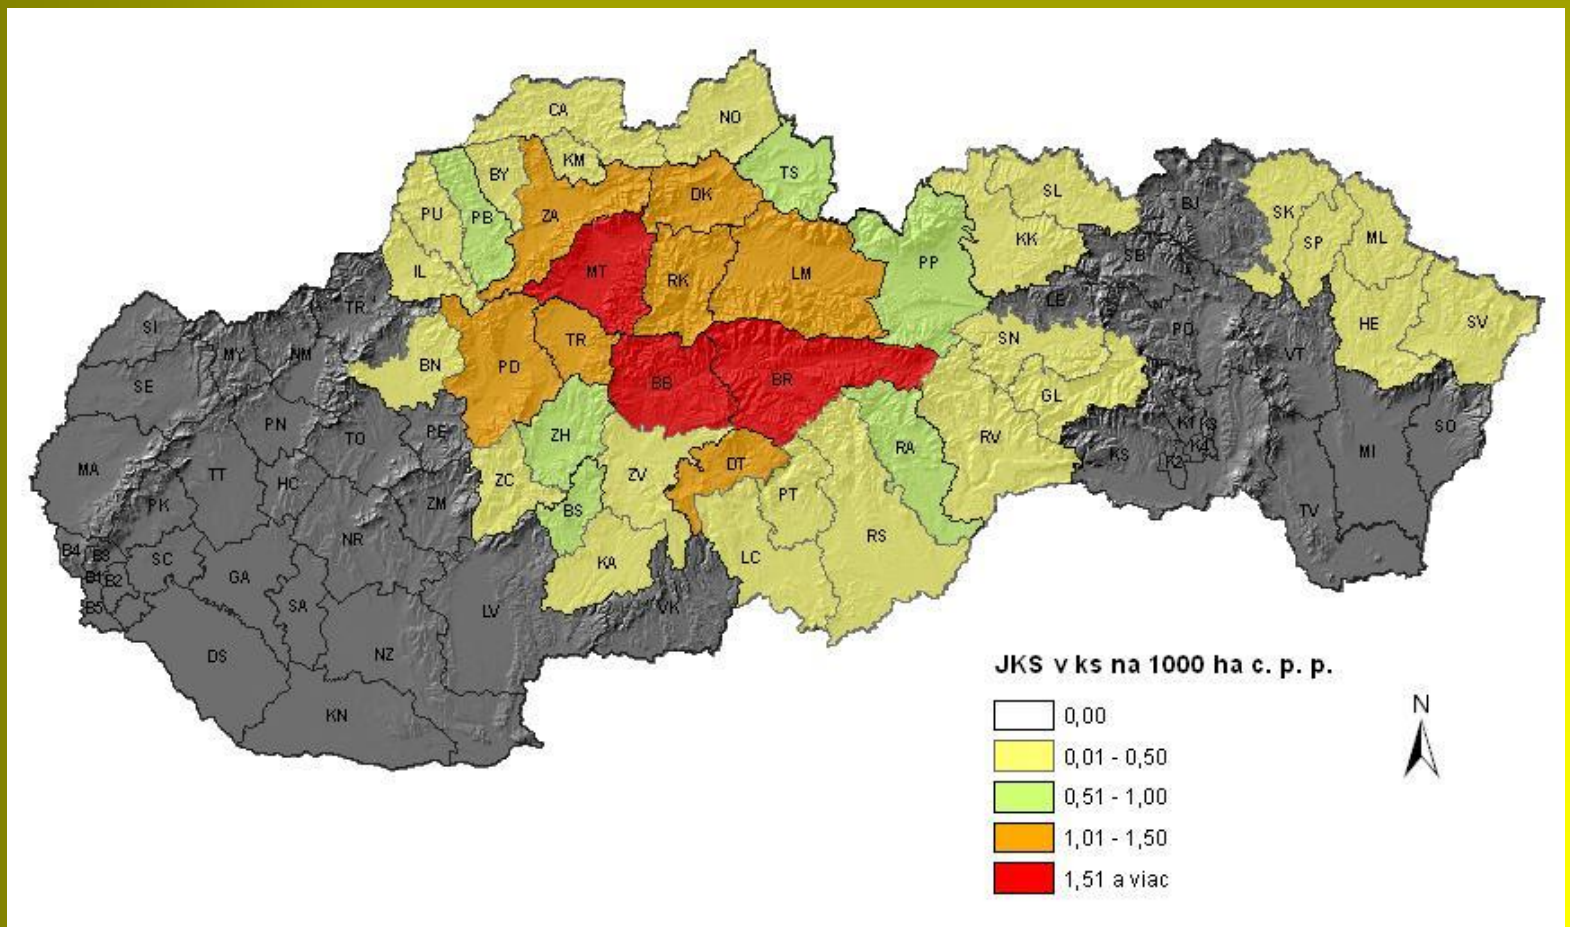 CA
NO
KM
TS
BY
DK
SL
BJ
PU
PB
ZA
SK
SP
ML
KK
IL
MT
RK
LM
PP
SB
TR
LE
SI
HE
SV
PO
MY
NM
BN
PD
TR
SN
VT
SE
BB
BR
GL
PN
TO
PE
ZH
RV
RA
K1
K3
K4
K2
KS
SO
MI
MA
TT
HC
ZM
ZC
ZV
DT
PT
PK
NR
BS
TV
RS
B4
B3
SC
B1
B2
GA
KA
LC
B5
SA
LV
VK
DS
NZ
KN
JKS v ks na 1000 ha c. p. p.
0,00
0,01 - 0,50
0,51 - 1,00
1,01 - 1,50
1,51 a viac
N